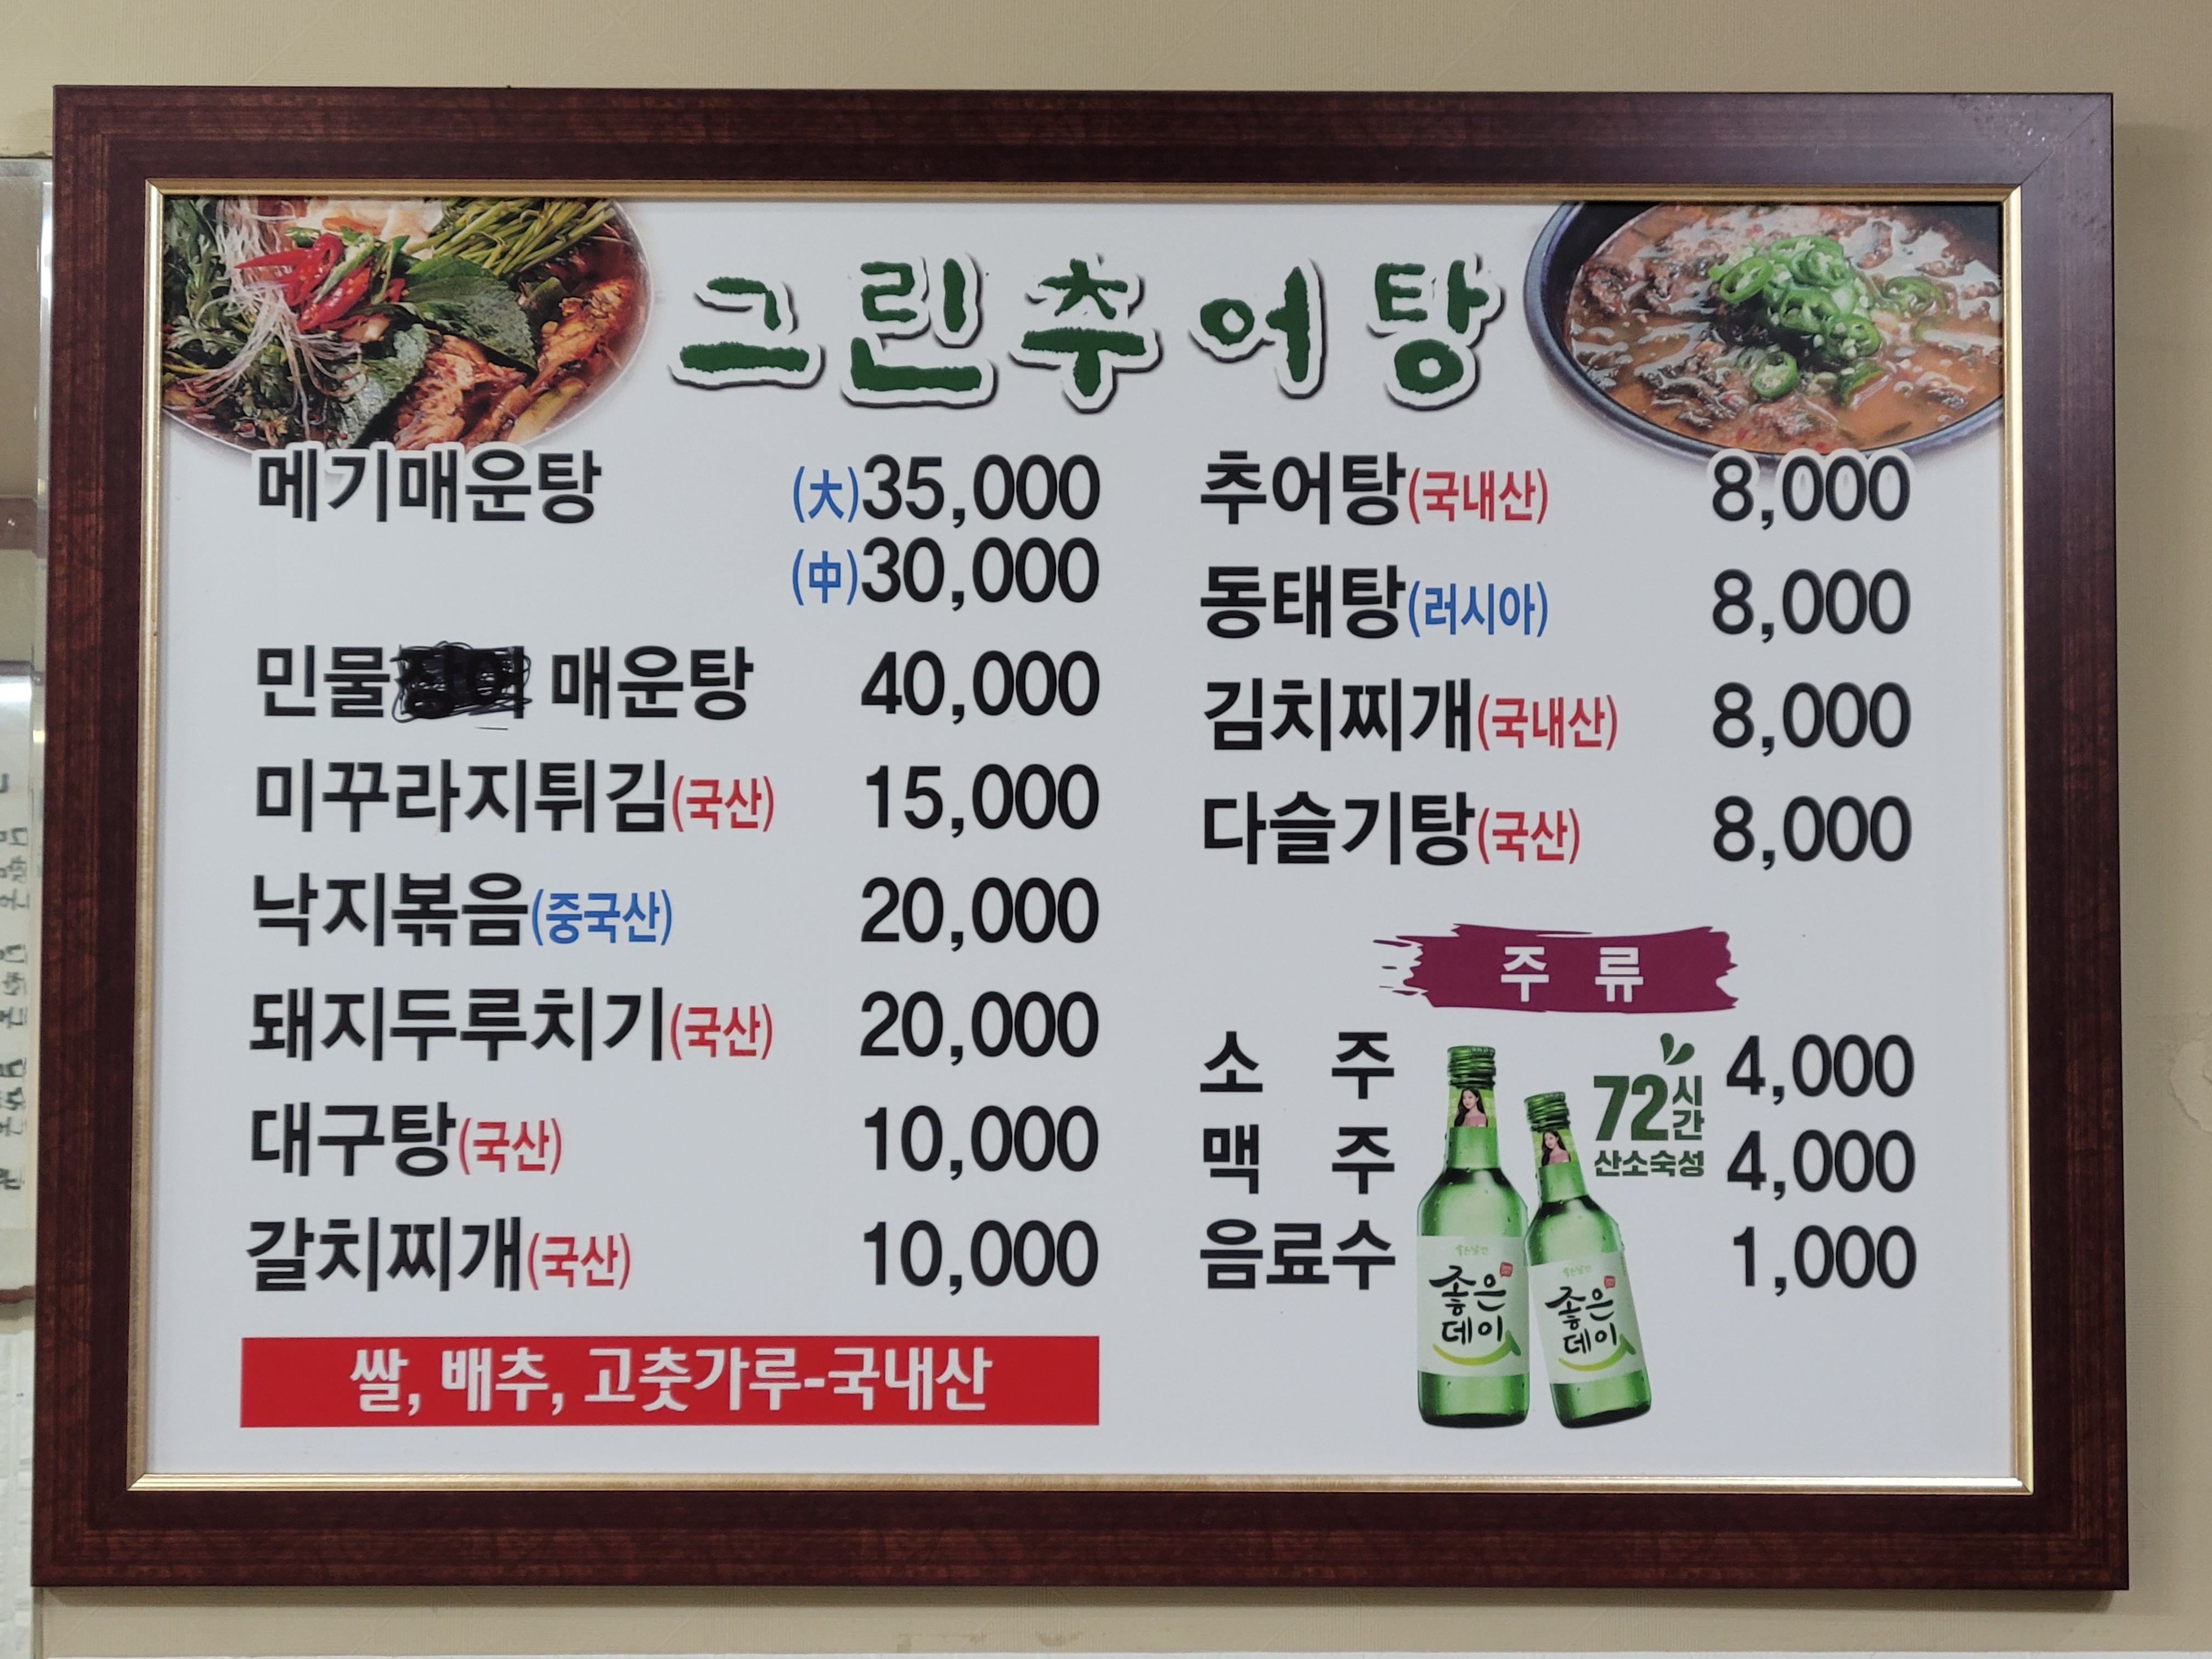 그린추어탕
메기매운탕 (大)35,000
(中)30,000
민물 매운탕 40,000
미꾸라지튀김(국산) 15,000
낙지볶음(중국산) 20,000
돼지두루치기(국산) 20,000
대구탕(국산) 10,000
갈치찌개(국산) 10,000
쌀, 배추, 고춧가루-국내산
추어탕(국내산) 8,000
동태탕(러시아) 8,000
김치찌개(국내산) 8,000
다슬기탕(국산) 8,000
주류
소주 4,000
맥주 4,000
음료수 1,000
72시간
산소숙성
좋은
데이
좋은
데이